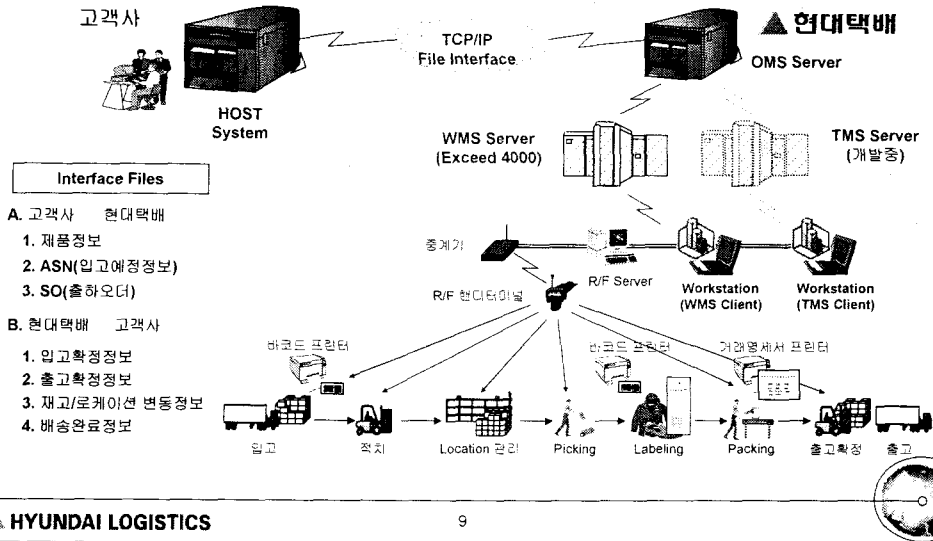 고객사
현대택배
TCP/IP
File Interface
OMS Server
HOST
System
WMS Server
(Exceed 4000)
TMS Server
(개발중)
Interface Files
A. 고객사 현대택배
1. 제품정보
2. ASN(입고예정정보)
3. SO(출하오더)
B. 현대택배 고객사
1. 입고확정정보
2. 출고확정정보
3. 재고/로케이션 변동정보
4. 배송완료정보
중계기
R/F Server
Workstation
(WMS Client)
Workstation
(TMS Client)
R/F 핸디터미널
바코드 프린터
바코드 프린터
거래명세서 프린터
입고
적치
Location 관리
Picking
Labeling
Packing
출고확정
출고
HYUNDAI LOGISTICS
9